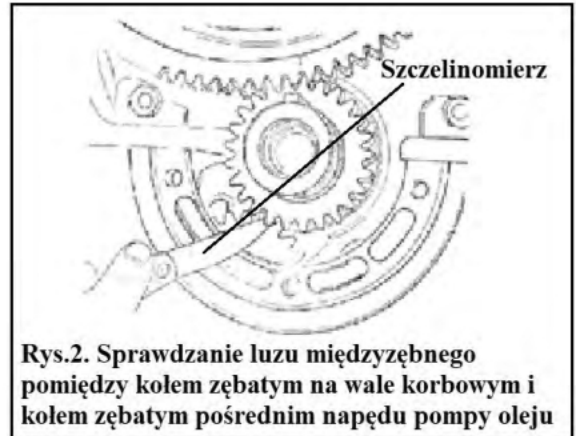 Szczelinomierz
Rys.2. Sprawdzanie luzu międzyzębnego
pomiędzy kołem zębatym na wale korbowym i
kołem zębatym pośrednim napędu pompy oleju